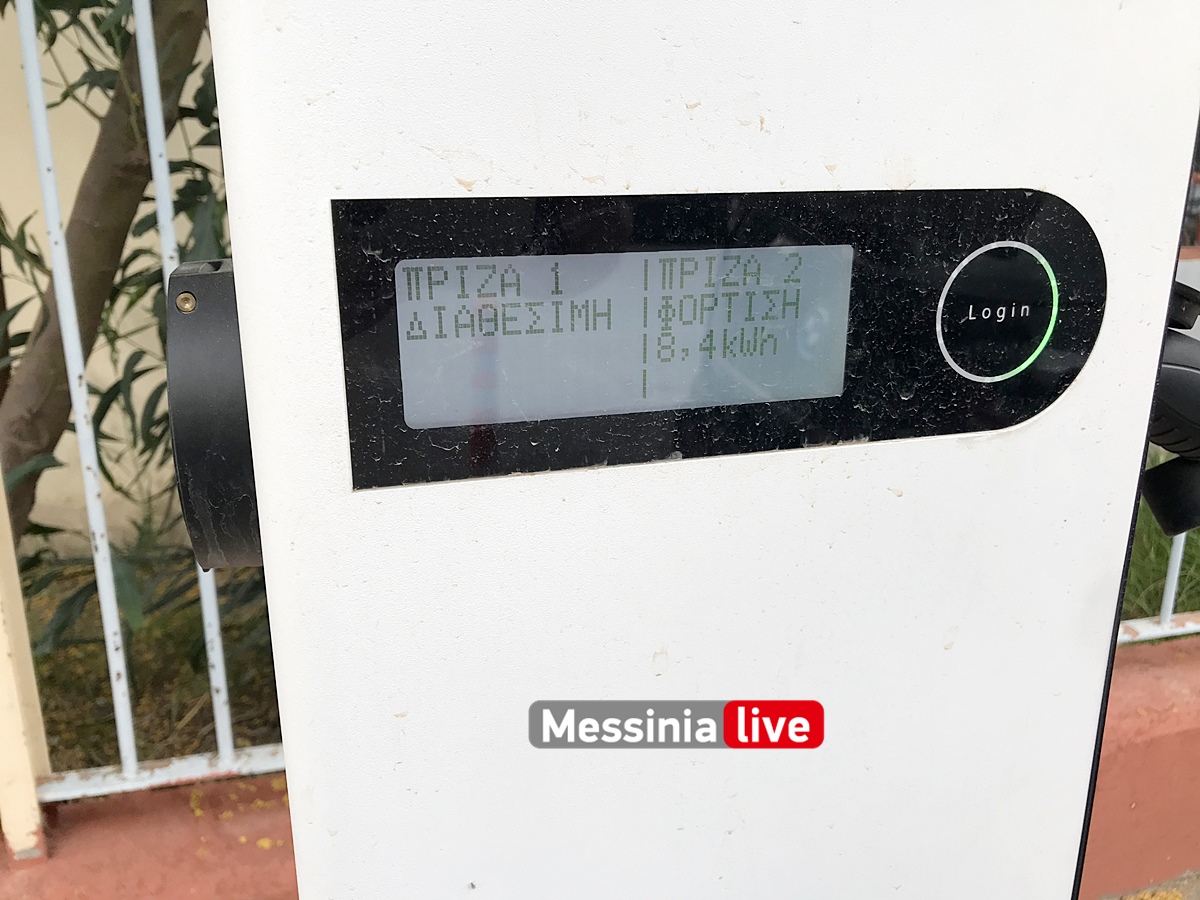 ΠΡΙΖΑ 1
ΔΙΑΘΕΣΙΜΗ
|ΠΡΙΖΑ 2
|ΦΟΡΤΙΣΗ
|8,4kWh
|
Login
Messinia live